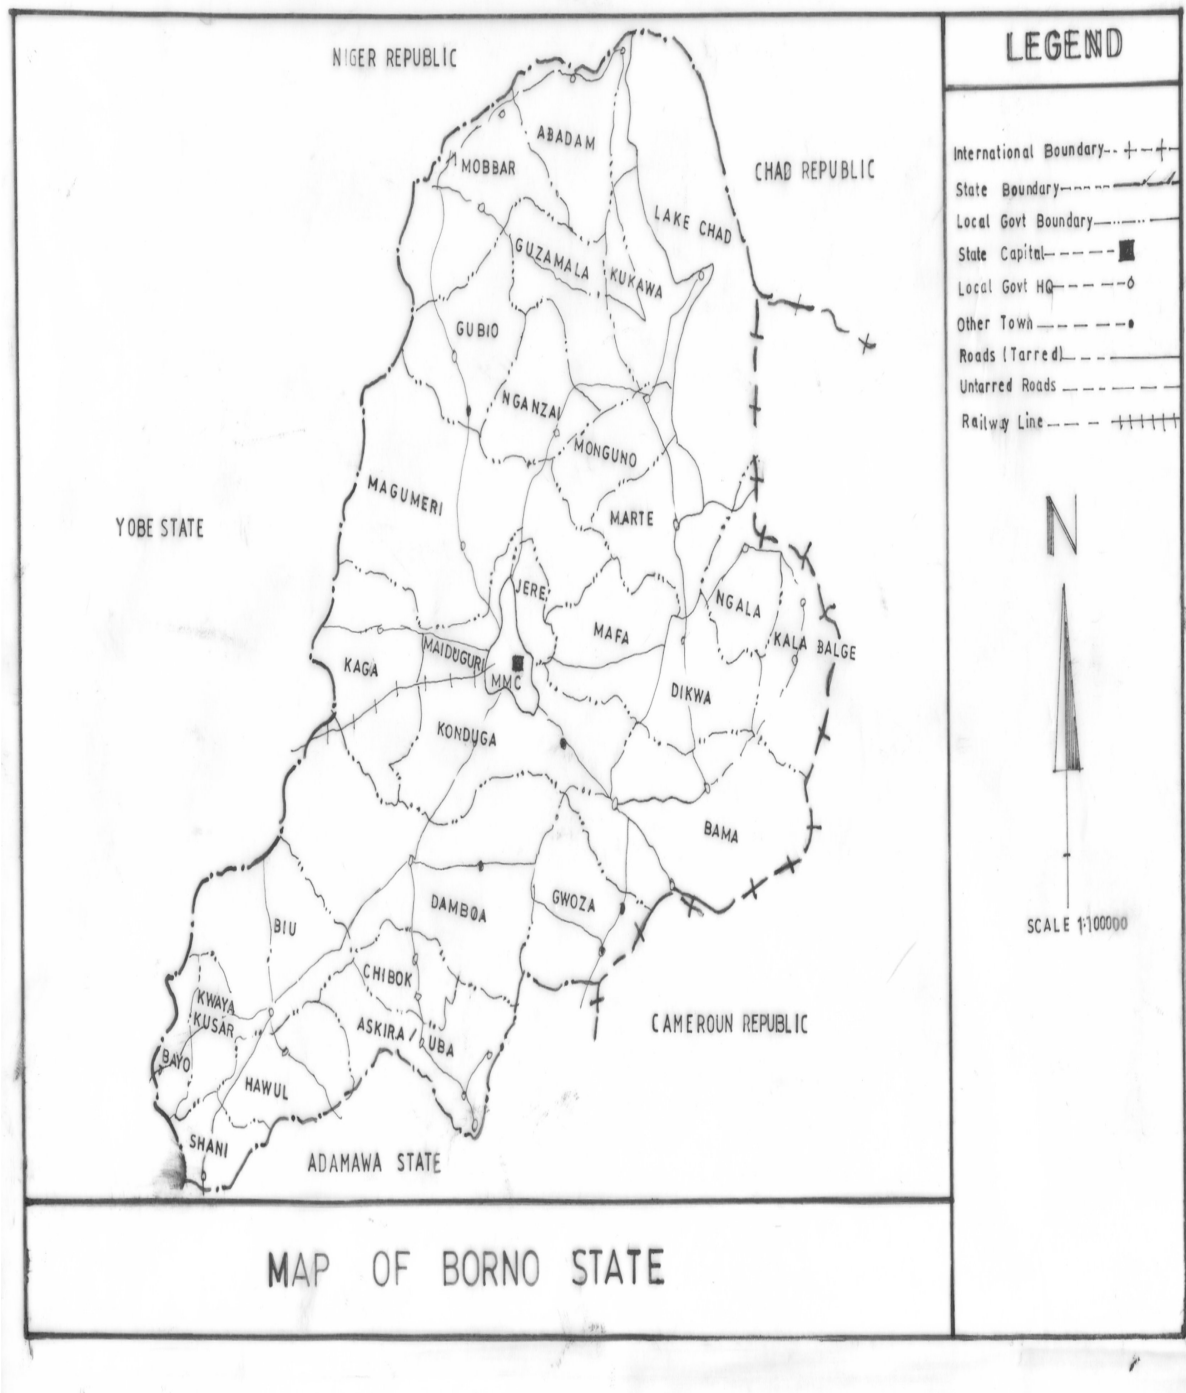 NIGER REPUBLIC
ABADAM
MOBBAR
CHAD REPUBLIC
LAKE CHAD
GUZAMALA
KUKAWA
GUBIO
NGANZAI
MONGUNO
MAGUMERI
MARTE
YOBE STATE
JERE
NGALA
MAFA
KALA BALGE
MAIDUGURI
KAGA
MMC
DIKWA
KONDUGA
BAMA
GWOZA
DAMBOA
BIU
CHIBOK
KWAYA
KUSAR
ASKIRA / UBA
CAMEROUN REPUBLIC
BAYO
HAWUL
SHANI
ADAMAWA STATE
LEGEND
International Boundary
State Boundary
Local Govt Boundary
State Capital
Local Govt HQ
Other Town
Roads (Tarred)
Untarred Roads
Railway Line
N
SCALE 1:100000
MAP OF BORNO STATE